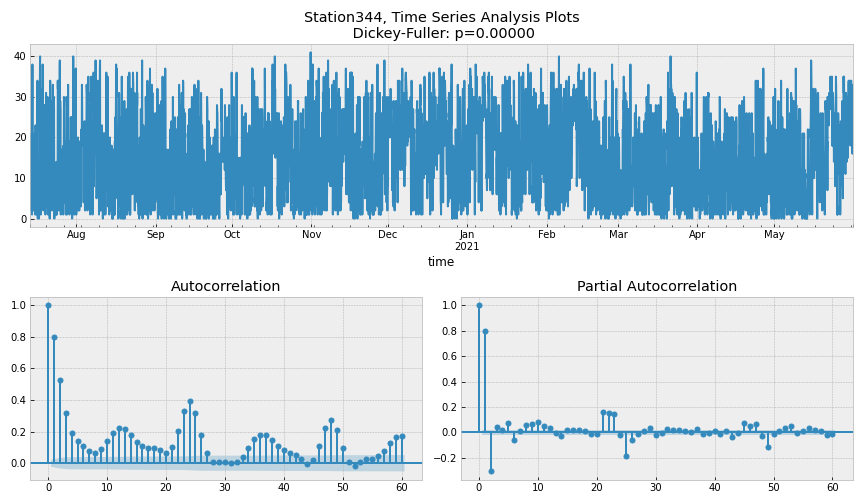 Station344, Time Series Analysis Plots
Dickey-Fuller: p=0.00000
40
30
20
10
0
Aug Sep Oct Nov Dec Jan Feb Mar Apr May
2021
time
Autocorrelation Partial Autocorrelation
1.0 1.0
0.8 0.8
0.6 0.6
0.4 0.4
0.2 0.2
0.0 0.0
−0.2
0 10 20 30 40 50 60 0 10 20 30 40 50 60